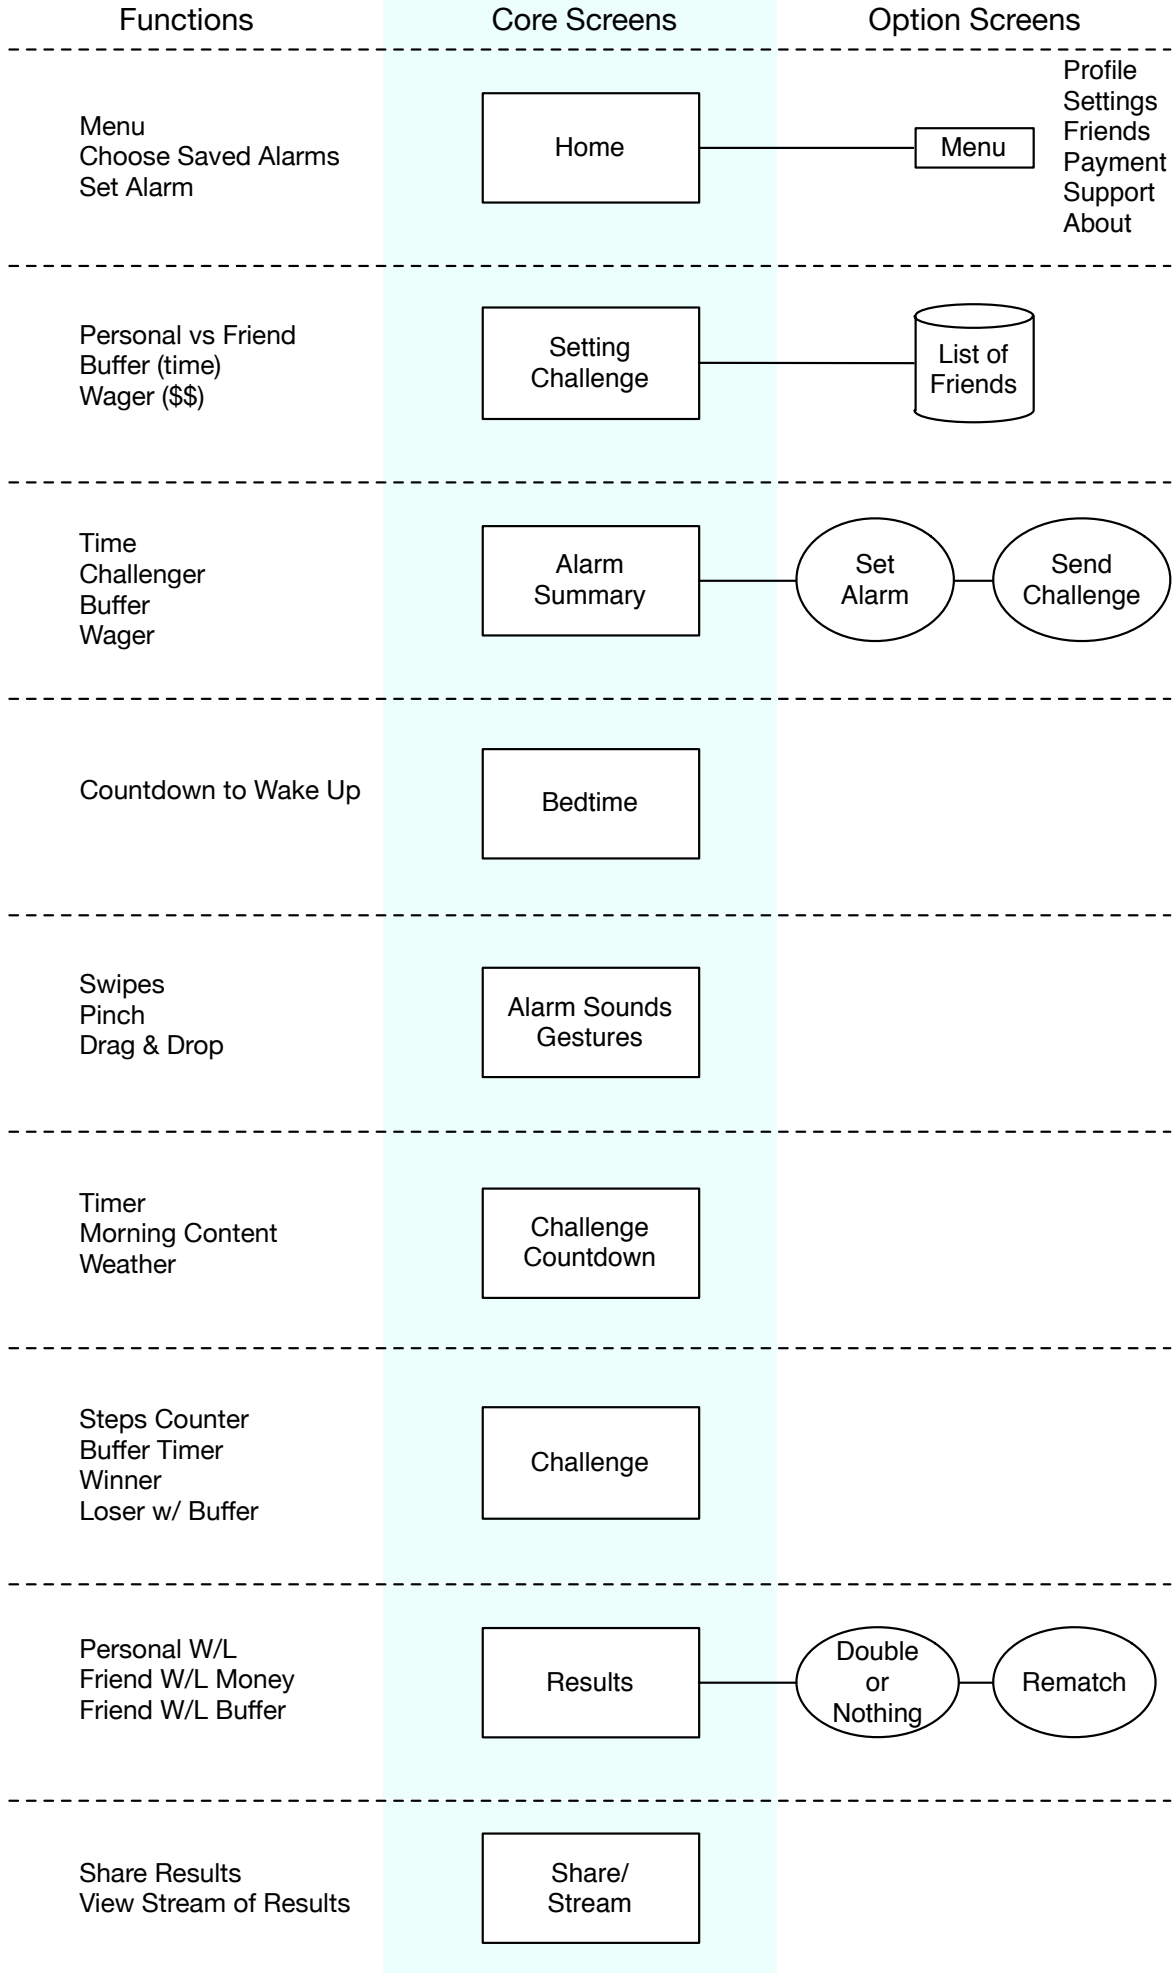 Functions
Core Screens
Option Screens
Menu
Choose Saved Alarms
Set Alarm
Home
Menu
Profile
Settings
Friends
Payment
Support
About
Personal vs Friend
Buffer (time)
Wager ($$)
Setting
Challenge
List of
Friends
Time
Challenger
Buffer
Wager
Alarm
Summary
Set
Alarm
Send
Challenge
Countdown to Wake Up
Bedtime
Swipes
Pinch
Drag & Drop
Alarm Sounds
Gestures
Timer
Morning Content
Weather
Challenge
Countdown
Steps Counter
Buffer Timer
Winner
Loser w/ Buffer
Challenge
Personal W/L
Friend W/L Money
Friend W/L Buffer
Results
Double
or
Nothing
Rematch
Share Results
View Stream of Results
Share/
Stream